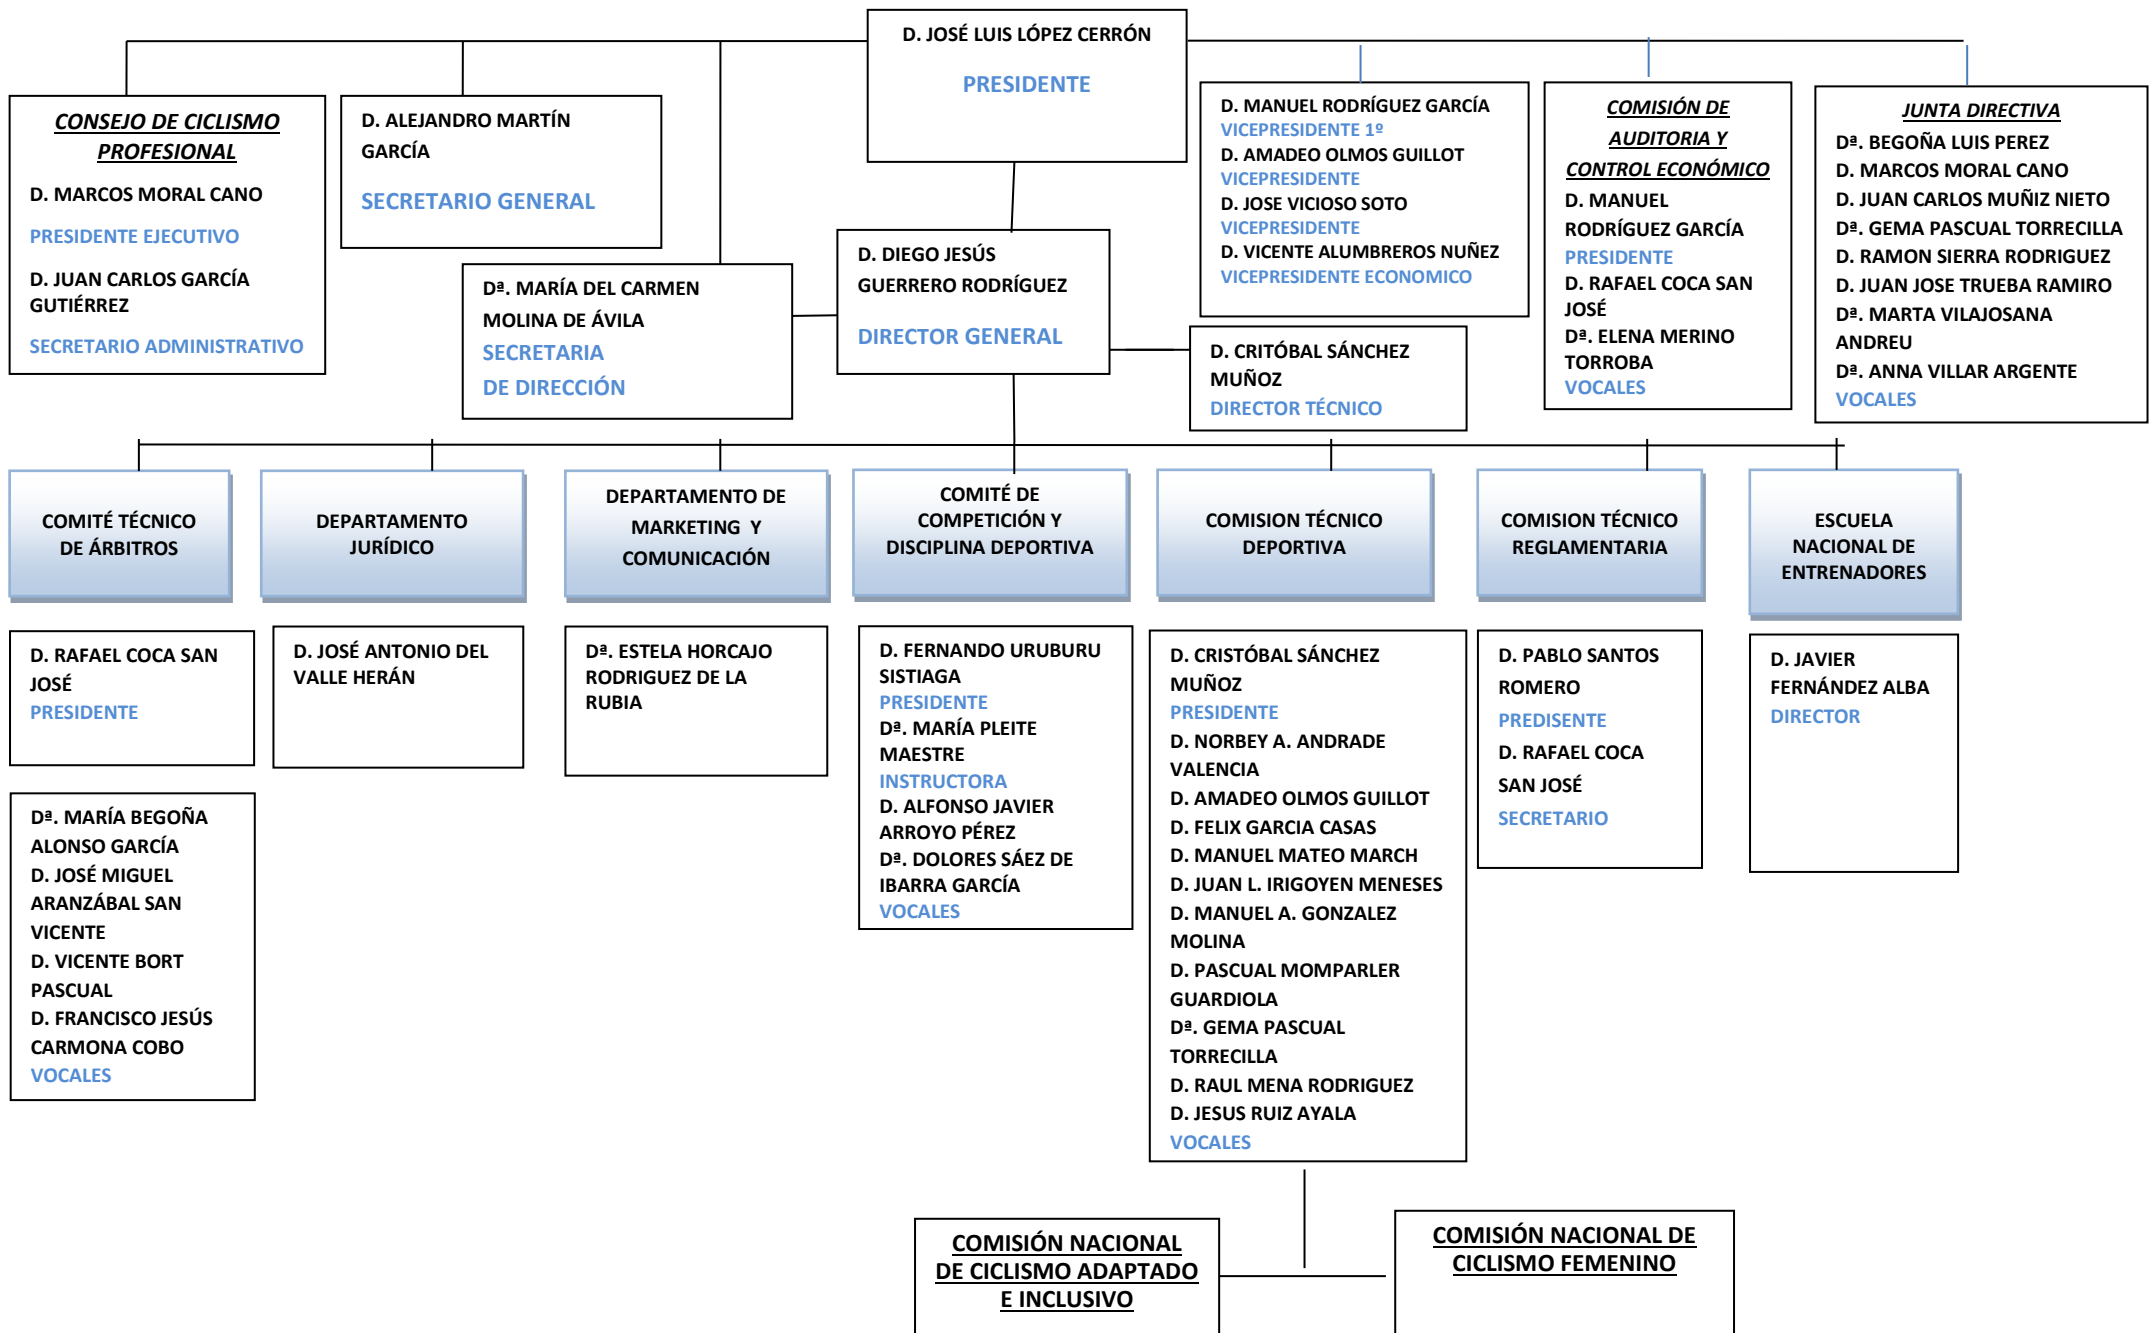 D. JOSÉ LUIS LÓPEZ CERRÓN
PRESIDENTE
CONSEJO DE CICLISMO
PROFESIONAL
D. MARCOS MORAL CANO
PRESIDENTE EJECUTIVO
D. JUAN CARLOS GARCÍA
GUTIÉRREZ
SECRETARIO ADMINISTRATIVO
D. ALEJANDRO MARTÍN
GARCÍA
SECRETARIO GENERAL
Dª. MARÍA DEL CARMEN
MOLINA DE ÁVILA
SECRETARIA
DE DIRECCIÓN
D. DIEGO JESÚS
GUERRERO RODRÍGUEZ
DIRECTOR GENERAL
D. MANUEL RODRÍGUEZ GARCÍA
VICEPRESIDENTE 1º
D. AMADEO OLMOS GUILLOT
VICEPRESIDENTE
D. JOSE VICIOSO SOTO
VICEPRESIDENTE
D. VICENTE ALUMBREROS NUÑEZ
VICEPRESIDENTE ECONOMICO
D. CRITÓBAL SÁNCHEZ
MUÑOZ
DIRECTOR TÉCNICO
COMISIÓN DE
AUDITORIA Y
CONTROL ECONÓMICO
D. MANUEL
RODRÍGUEZ GARCÍA
PRESIDENTE
D. RAFAEL COCA SAN
JOSÉ
Dª. ELENA MERINO
TORROBA
VOCALES
JUNTA DIRECTIVA
Dª. BEGOÑA LUIS PEREZ
D. MARCOS MORAL CANO
D. JUAN CARLOS MUÑIZ NIETO
Dª. GEMA PASCUAL TORRECILLA
D. RAMON SIERRA RODRIGUEZ
D. JUAN JOSE TRUEBA RAMIRO
Dª. MARTA VILAJOSANA
ANDREU
Dª. ANNA VILLAR ARGENTE
VOCALES
COMITÉ TÉCNICO
DE ÁRBITROS
DEPARTAMENTO
JURÍDICO
DEPARTAMENTO DE
MARKETING Y
COMUNICACIÓN
COMITÉ DE
COMPETICIÓN Y
DISCIPLINA DEPORTIVA
COMISION TÉCNICO
DEPORTIVA
COMISION TÉCNICO
REGLAMENTARIA
ESCUELA
NACIONAL DE
ENTRENADORES
D. RAFAEL COCA SAN
JOSÉ
PRESIDENTE
Dª. MARÍA BEGOÑA
ALONSO GARCÍA
D. JOSÉ MIGUEL
ARANZÁBAL SAN
VICENTE
D. VICENTE BORT
PASCUAL
D. FRANCISCO JESÚS
CARMONA COBO
VOCALES
D. JOSÉ ANTONIO DEL
VALLE HERÁN
Dª. ESTELA HORCAJO
RODRIGUEZ DE LA
RUBIA
D. FERNANDO URUBURU
SISTIAGA
PRESIDENTE
Dª. MARÍA PLEITE
MAESTRE
INSTRUCTORA
D. ALFONSO JAVIER
ARROYO PÉREZ
Dª. DOLORES SÁEZ DE
IBARRA GARCÍA
VOCALES
D. CRISTÓBAL SÁNCHEZ
MUÑOZ
PRESIDENTE
D. NORBEY A. ANDRADE
VALENCIA
D. AMADEO OLMOS GUILLOT
D. FELIX GARCIA CASAS
D. MANUEL MATEO MARCH
D. JUAN L. IRIGOYEN MENESES
D. MANUEL A. GONZALEZ
MOLINA
D. PASCUAL MOMPARLER
GUARDIOLA
Dª. GEMA PASCUAL
TORRECILLA
D. RAUL MENA RODRIGUEZ
D. JESUS RUIZ AYALA
VOCALES
D. PABLO SANTOS
ROMERO
PREDISENTE
D. RAFAEL COCA
SAN JOSÉ
SECRETARIO
D. JAVIER
FERNÁNDEZ ALBA
DIRECTOR
COMISIÓN NACIONAL
DE CICLISMO ADAPTADO
E INCLUSIVO
COMISIÓN NACIONAL DE
CICLISMO FEMENINO